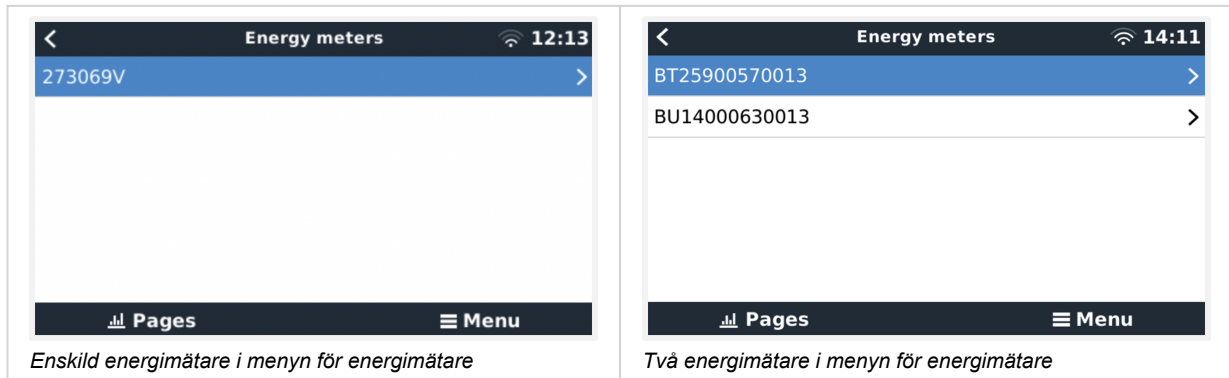 Energy meters 12:13
273069V
Pages Menu
Enskild energimätare i menyn för energimätare
Energy meters 14:11
BT25900570013
BU14000630013
Pages Menu
Två energimätare i menyn för energimätare